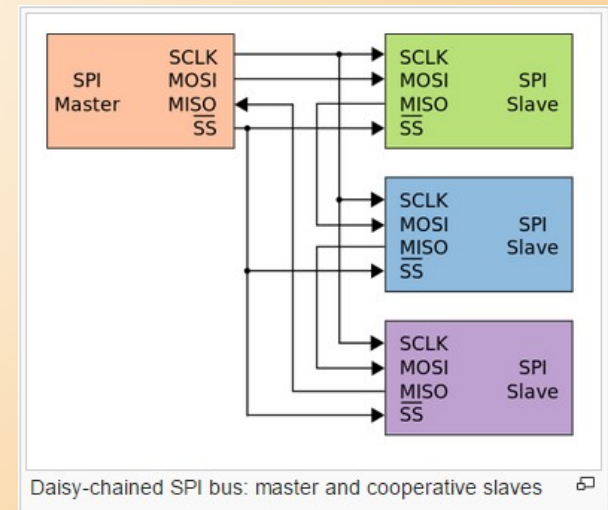 SPI
Master
SCLK
MOSI
MISO
SS
SCLK
MOSI
MISO
SS
SPI
Slave
SCLK
MOSI
MISO
SS
SPI
Slave
SCLK
MOSI
MISO
SS
SPI
Slave
Daisy-chained SPI bus: master and cooperative slaves